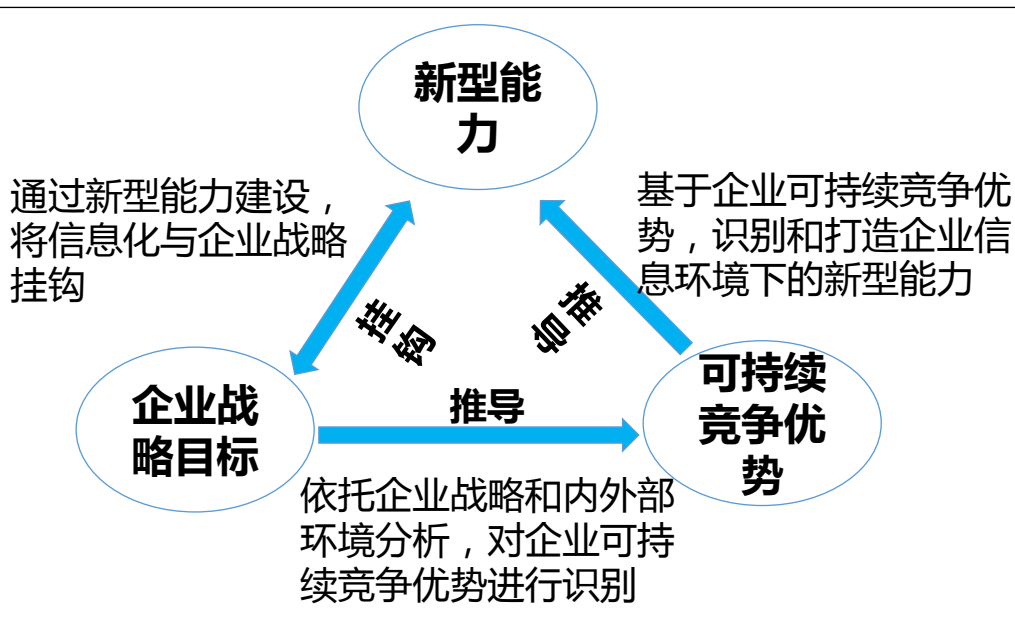 新型能
力
通过新型能力建设，
将信息化与企业战略
挂钩
基于企业可持续竞争优
势，识别和打造企业信
息环境下的新型能力
挂
钩
推
导
企业战
略目标
推导
可持续
竞争优
势
依托企业战略和内外部
环境分析，对企业可持
续竞争优势进行识别